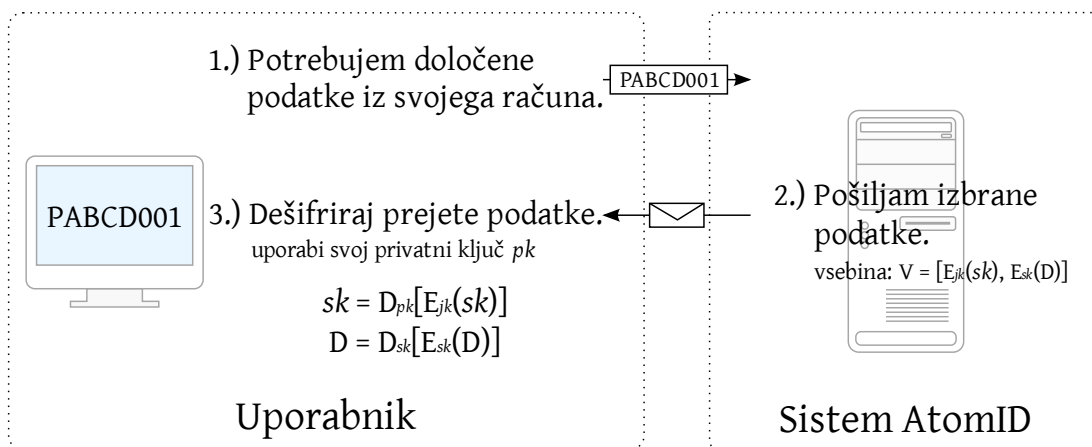 1.) Potrebujem določene
podatke iz svojega računa.
PABCD001
PABCD001
3.) Dešifriraj prejete podatke.
uporabi svoj privatni ključ pk
sk = Dpk[Ejk(sk)]
D = Dsk[Esk(D)]
2.) Pošiljam izbrane
podatke.
vsebina: V = [Ejk(sk), Esk(D)]
Uporabnik
Sistem AtomID